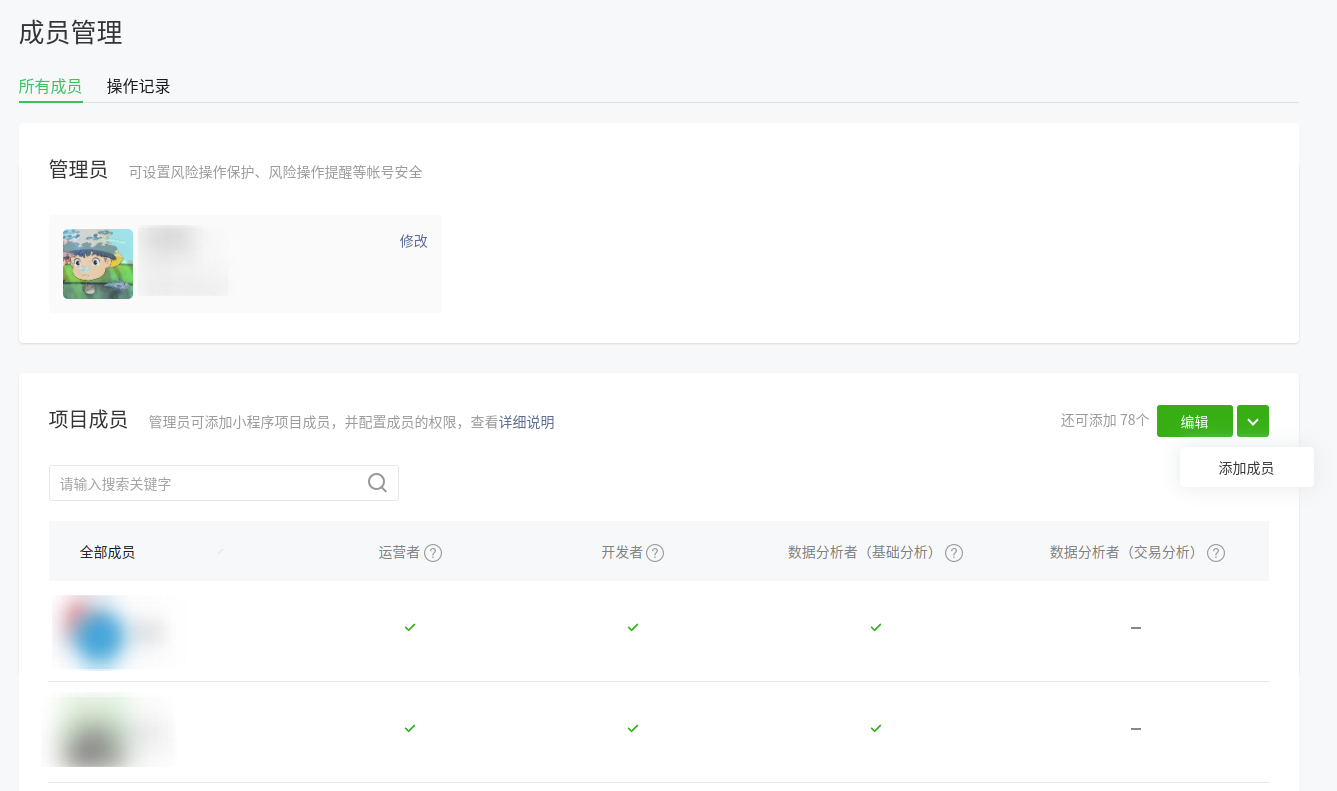 成员管理
所有成员 操作记录
管理员 可设置风险操作保护、风险操作提醒等帐号安全
修改
项目成员 管理员可添加小程序项目成员，并配置成员的权限，查看详细说明 还可添加 78个 编辑
添加成员
请输入搜索关键字
全部成员 运营者 ? 开发者 ? 数据分析者（基础分析） ? 数据分析者（交易分析） ?